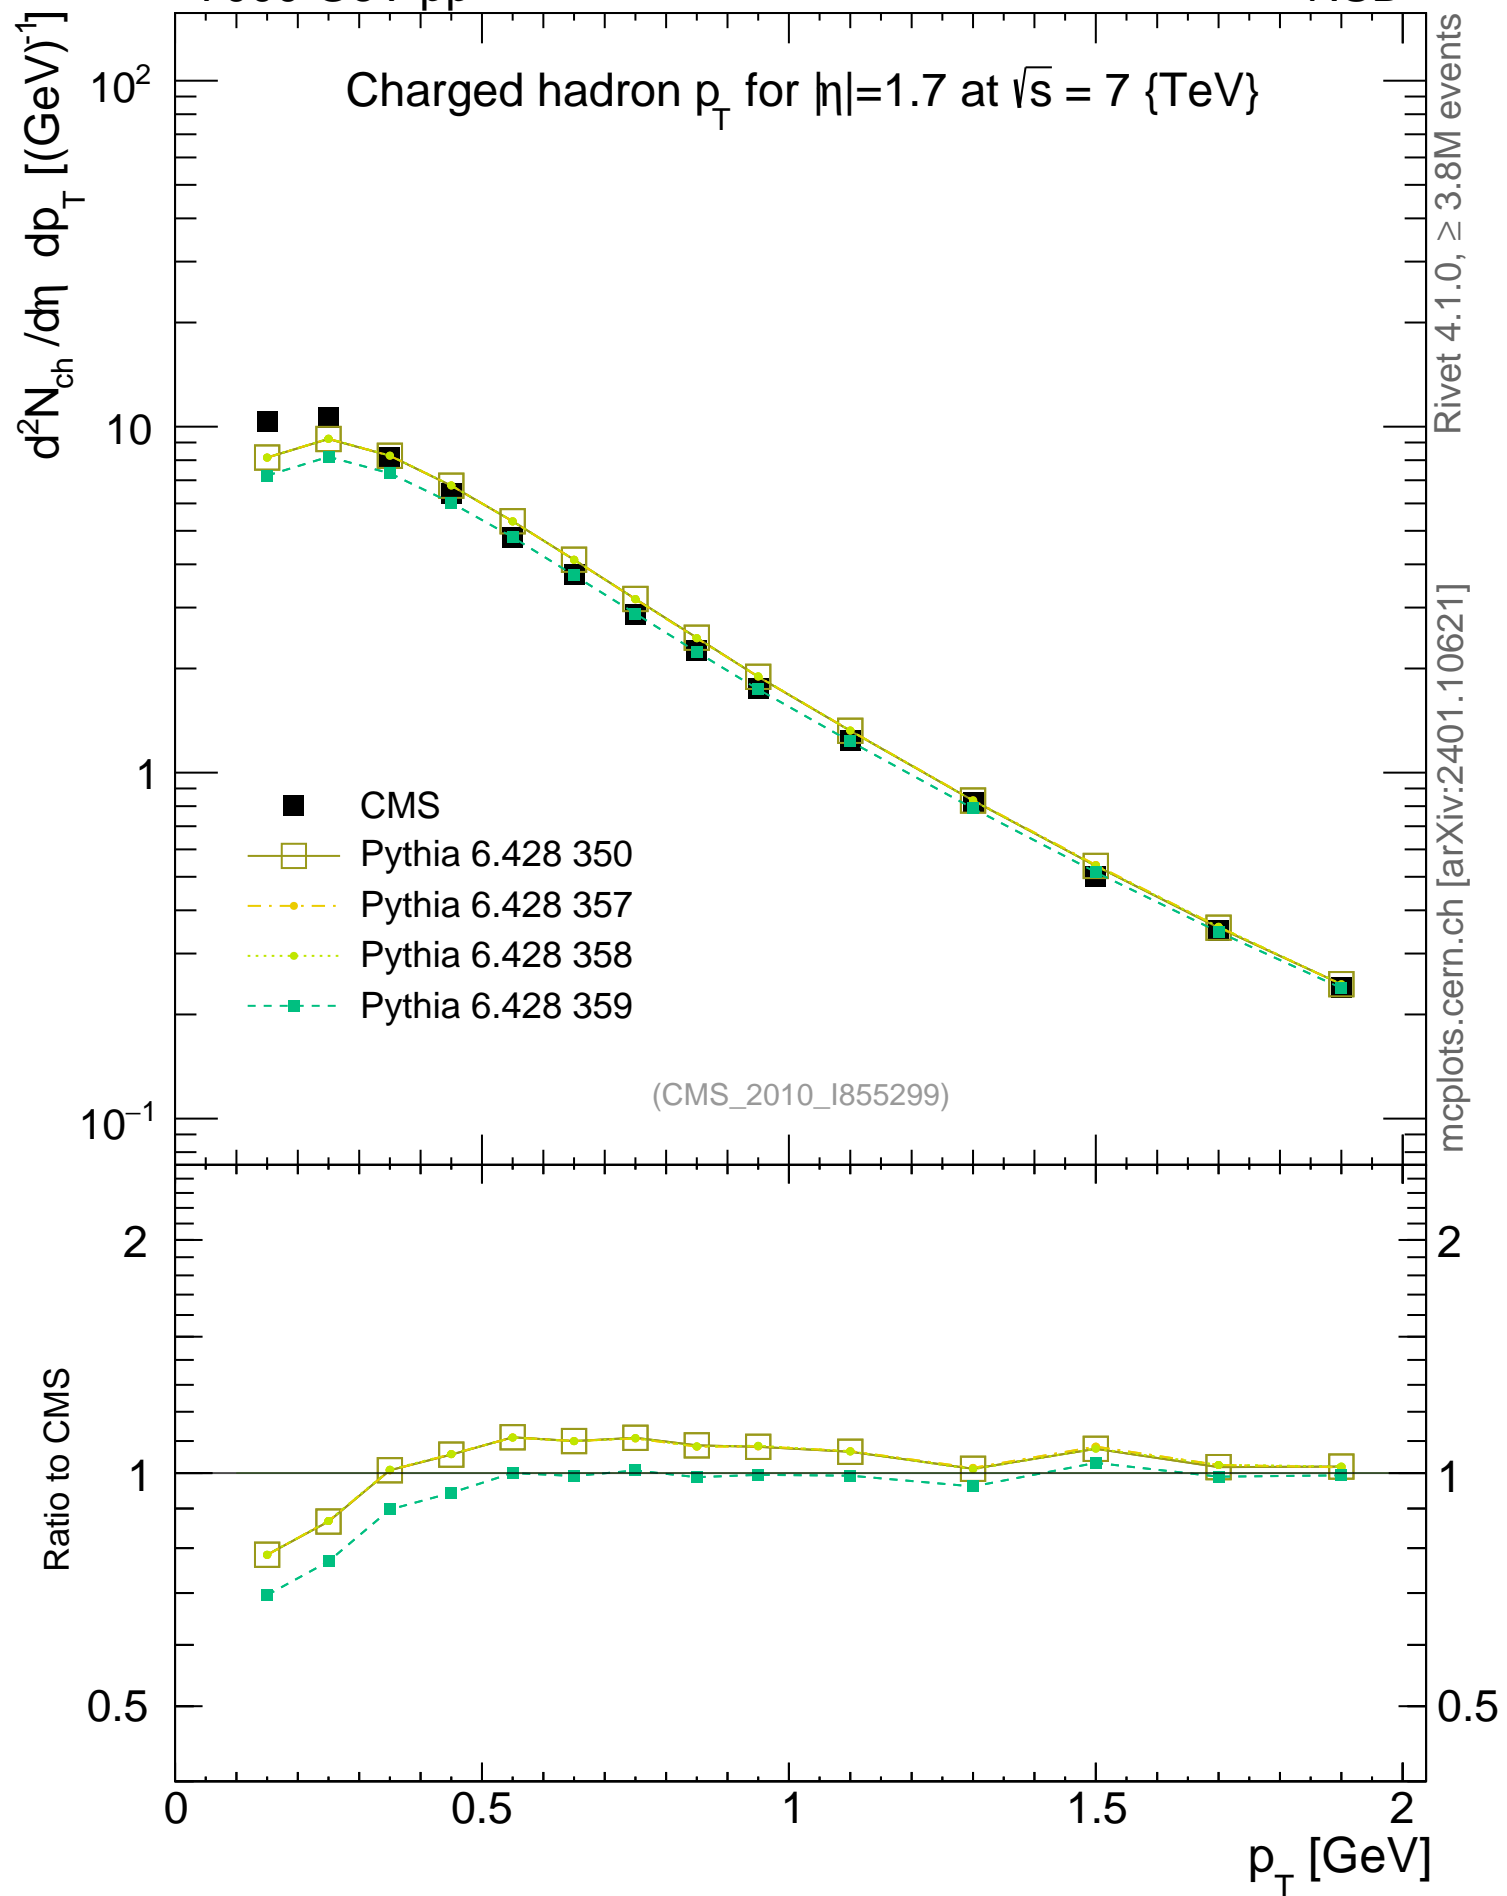 Charged hadron p_T for |η|=1.7 at √s = 7 {TeV}
d²N_ch/dη dp_T [(GeV)⁻¹]
10²
10
1
10⁻¹
CMS
Pythia 6.428 350
Pythia 6.428 357
Pythia 6.428 358
Pythia 6.428 359
(CMS_2010_I855299)
Rivet 4.1.0, ≥ 3.8M events
mcplots.cern.ch [arXiv:2401.10621]
Ratio to CMS
2
1
0.5
2
1
0.5
0 0.5 1 1.5 2
p_T [GeV]